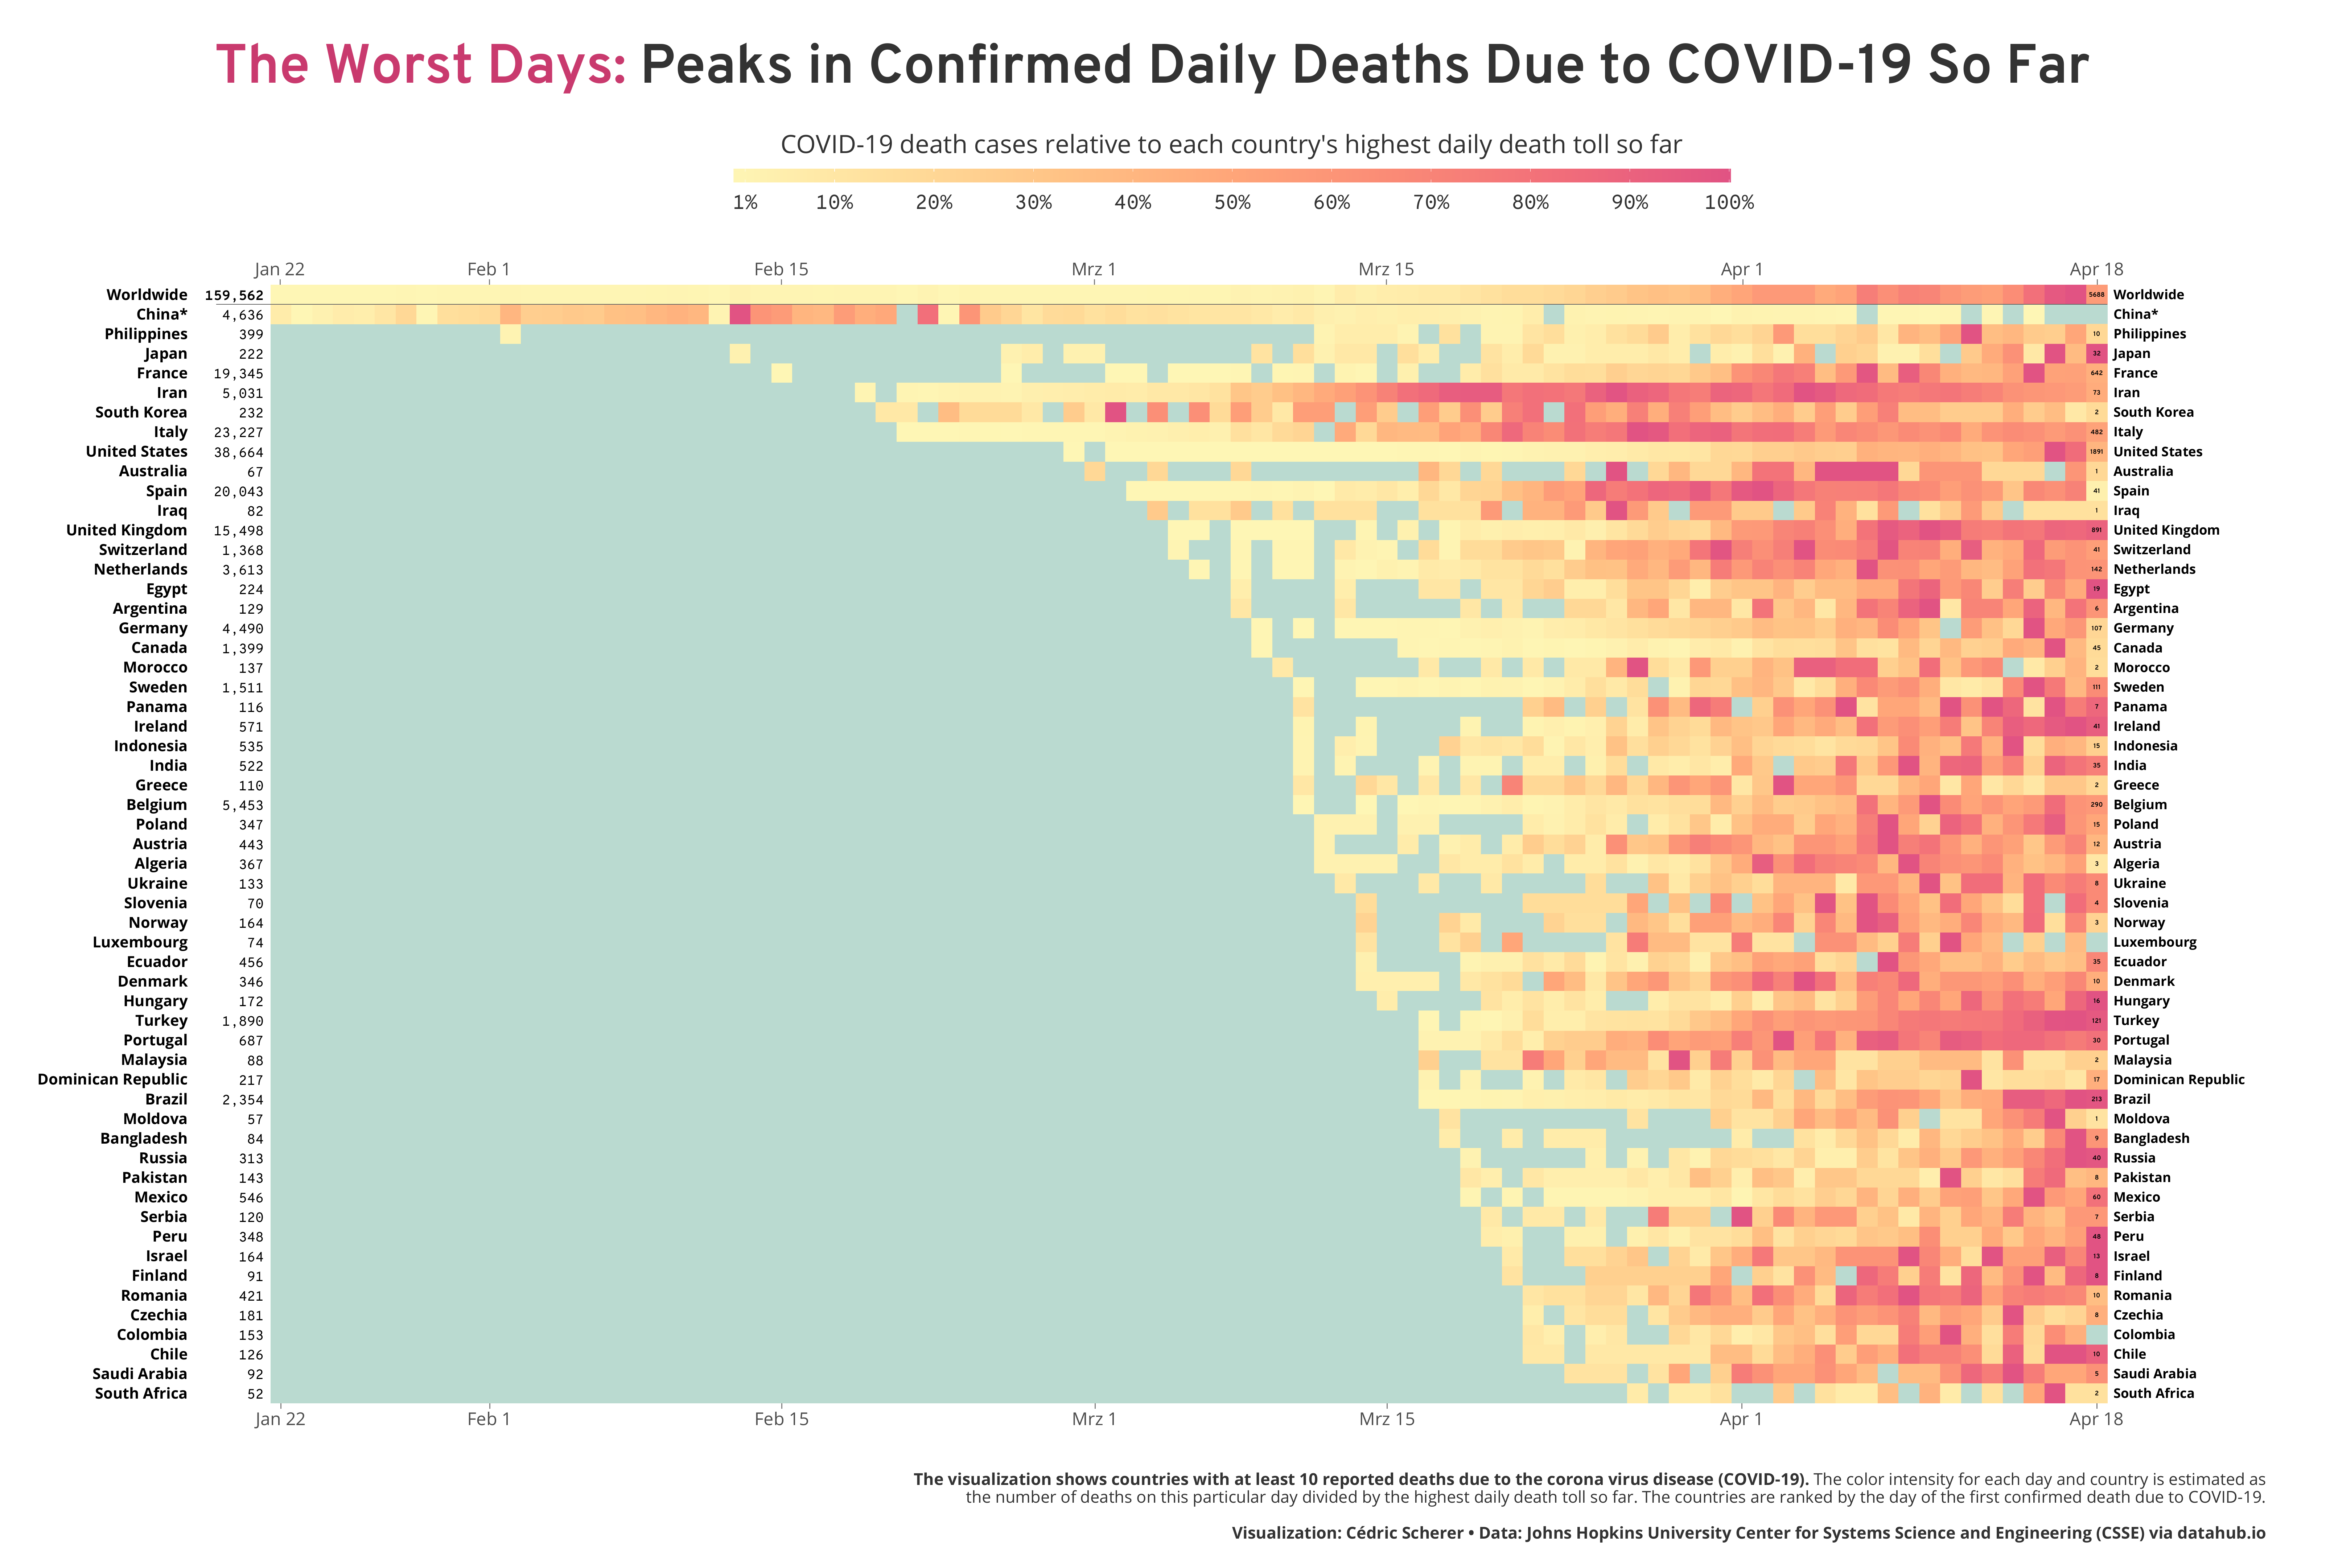 The Worst Days: Peaks in Confirmed Daily Deaths Due to COVID-19 So Far
COVID-19 death cases relative to each country's highest daily death toll so far
1% 10% 20% 30% 40% 50% 60% 70% 80% 90% 100%
Jan 22 Feb 1 Feb 15 Mrz 1 Mrz 15 Apr 1 Apr 18
Worldwide 159,562 5688 Worldwide
China* 4,636 China*
Philippines 399 10 Philippines
Japan 222 32 Japan
France 19,345 642 France
Iran 5,031 73 Iran
South Korea 232 2 South Korea
Italy 23,227 482 Italy
United States 38,664 1891 United States
Australia 67 1 Australia
Spain 20,043 41 Spain
Iraq 82 1 Iraq
United Kingdom 15,498 891 United Kingdom
Switzerland 1,368 41 Switzerland
Netherlands 3,613 142 Netherlands
Egypt 224 19 Egypt
Argentina 129 6 Argentina
Germany 4,490 107 Germany
Canada 1,399 45 Canada
Morocco 137 2 Morocco
Sweden 1,511 111 Sweden
Panama 116 7 Panama
Ireland 571 41 Ireland
Indonesia 535 15 Indonesia
India 522 35 India
Greece 110 2 Greece
Belgium 5,453 290 Belgium
Poland 347 15 Poland
Austria 443 12 Austria
Algeria 367 3 Algeria
Ukraine 133 8 Ukraine
Slovenia 70 4 Slovenia
Norway 164 3 Norway
Luxembourg 74 Luxembourg
Ecuador 456 35 Ecuador
Denmark 346 10 Denmark
Hungary 172 16 Hungary
Turkey 1,890 121 Turkey
Portugal 687 30 Portugal
Malaysia 88 2 Malaysia
Dominican Republic 217 17 Dominican Republic
Brazil 2,354 213 Brazil
Moldova 57 1 Moldova
Bangladesh 84 9 Bangladesh
Russia 313 40 Russia
Pakistan 143 8 Pakistan
Mexico 546 60 Mexico
Serbia 120 7 Serbia
Peru 348 48 Peru
Israel 164 13 Israel
Finland 91 8 Finland
Romania 421 10 Romania
Czechia 181 8 Czechia
Colombia 153 Colombia
Chile 126 10 Chile
Saudi Arabia 92 5 Saudi Arabia
South Africa 52 2 South Africa
Jan 22 Feb 1 Feb 15 Mrz 1 Mrz 15 Apr 1 Apr 18
The visualization shows countries with at least 10 reported deaths due to the corona virus disease (COVID-19). The color intensity for each day and country is estimated as
the number of deaths on this particular day divided by the highest daily death toll so far. The countries are ranked by the day of the first confirmed death due to COVID-19.
Visualization: Cédric Scherer • Data: Johns Hopkins University Center for Systems Science and Engineering (CSSE) via datahub.io